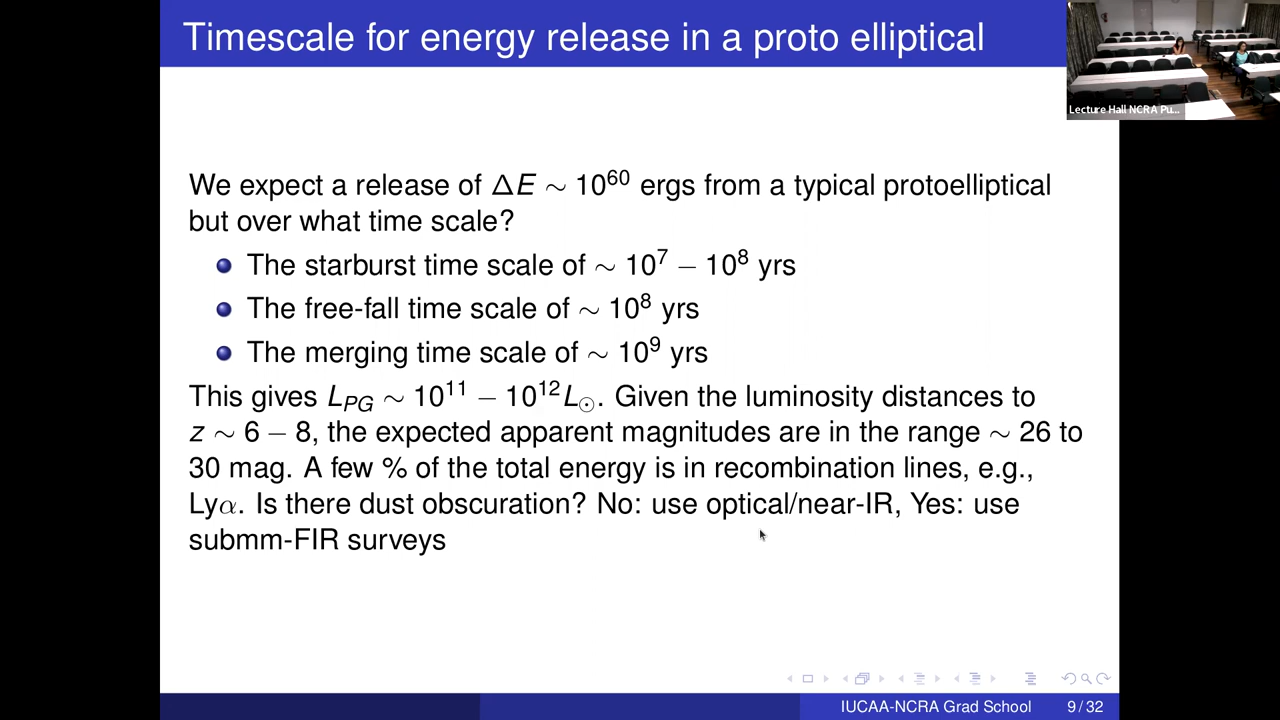 Timescale for energy release in a proto elliptical
Lecture Hall NCRA Pu...
We expect a release of ΔE ∼ 10⁶⁰ ergs from a typical protoelliptical
but over what time scale?
The starburst time scale of ∼ 10⁷ − 10⁸ yrs
The free-fall time scale of ∼ 10⁸ yrs
The merging time scale of ∼ 10⁹ yrs
This gives L_PG ∼ 10¹¹ − 10¹²L_⊙. Given the luminosity distances to
z ∼ 6 − 8, the expected apparent magnitudes are in the range ∼ 26 to
30 mag. A few % of the total energy is in recombination lines, e.g.,
Lyα. Is there dust obscuration? No: use optical/near-IR, Yes: use
submm-FIR surveys
IUCAA-NCRA Grad School 9 / 32